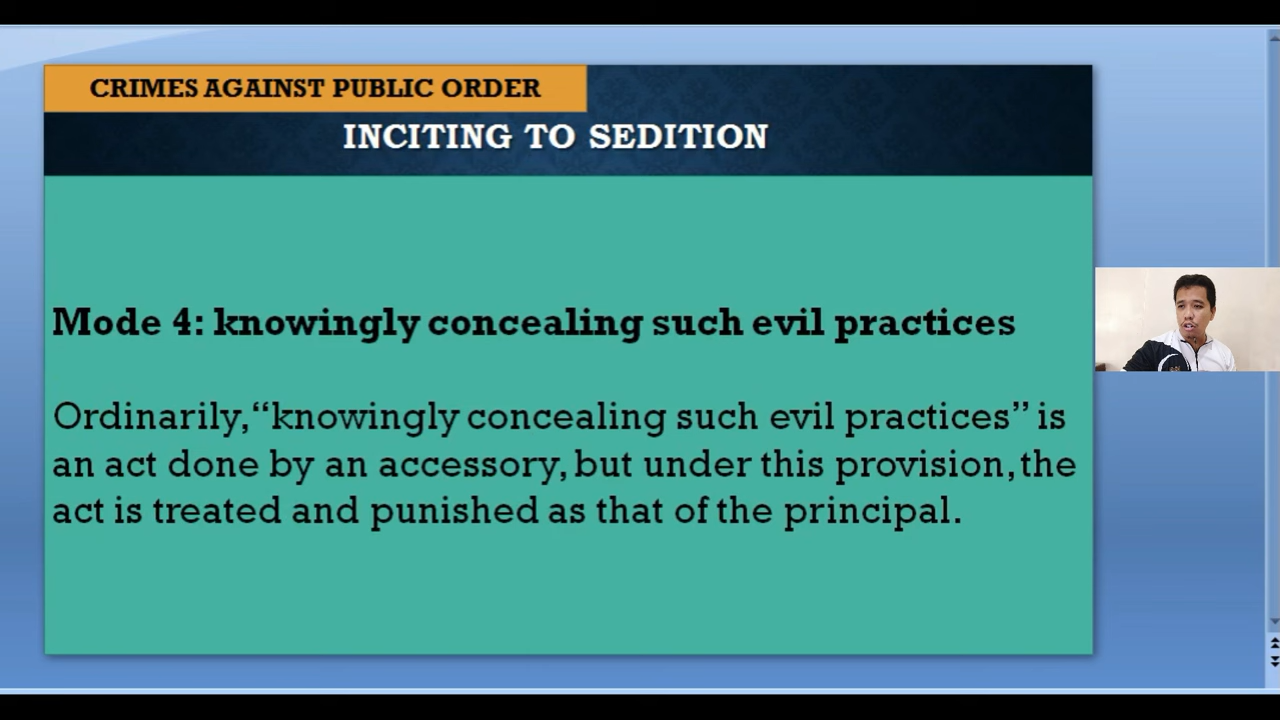 CRIMES AGAINST PUBLIC ORDER
INCITING TO SEDITION
Mode 4: knowingly concealing such evil practices
Ordinarily, “knowingly concealing such evil practices” is
an act done by an accessory, but under this provision, the
act is treated and punished as that of the principal.